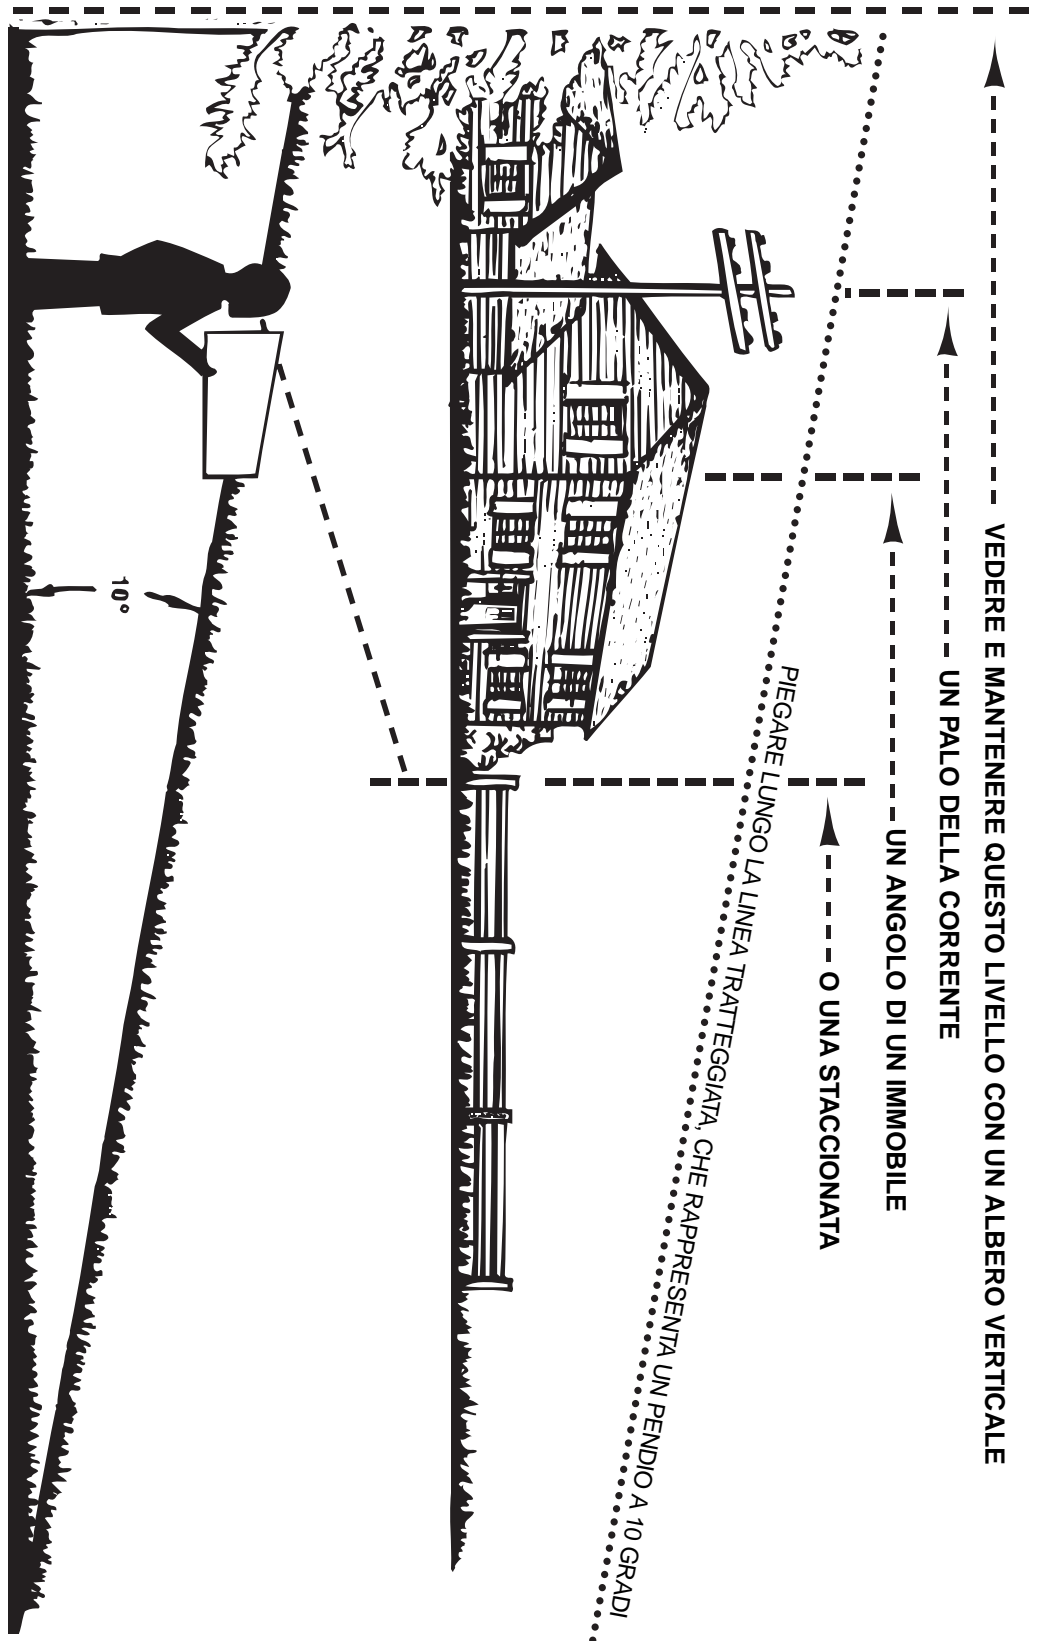 VEDERE E MANTENERE QUESTO LIVELLO CON UN ALBERO VERTICALE
UN PALO DELLA CORRENTE
UN ANGOLO DI UN IMMOBILE
O UNA STACCIONATA
PIEGARE LUNGO LA LINEA TRATTEGGIATA, CHE RAPPRESENTA UN PENDIO A 10 GRADI
10°